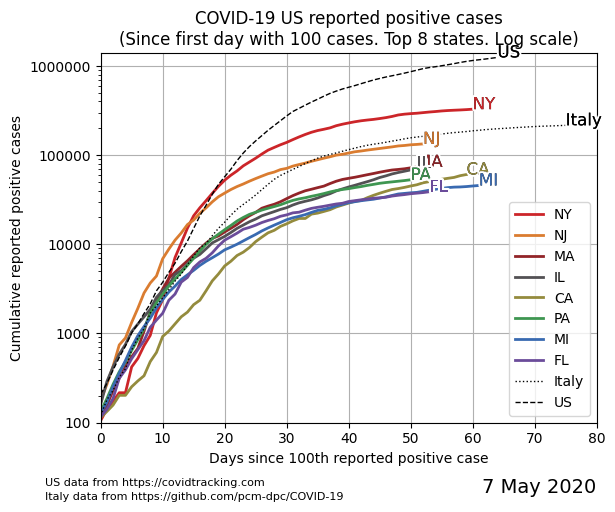 COVID-19 US reported positive cases
(Since first day with 100 cases. Top 8 states. Log scale)
Cumulative reported positive cases
1000000
100000
10000
1000
100
US
NY
Italy
NJ
IL
MA
PA
CA
FL
MI
NY
NJ
MA
IL
CA
PA
MI
FL
Italy
US
0 10 20 30 40 50 60 70 80
Days since 100th reported positive case
US data from https://covidtracking.com
Italy data from https://github.com/pcm-dpc/COVID-19
7 May 2020